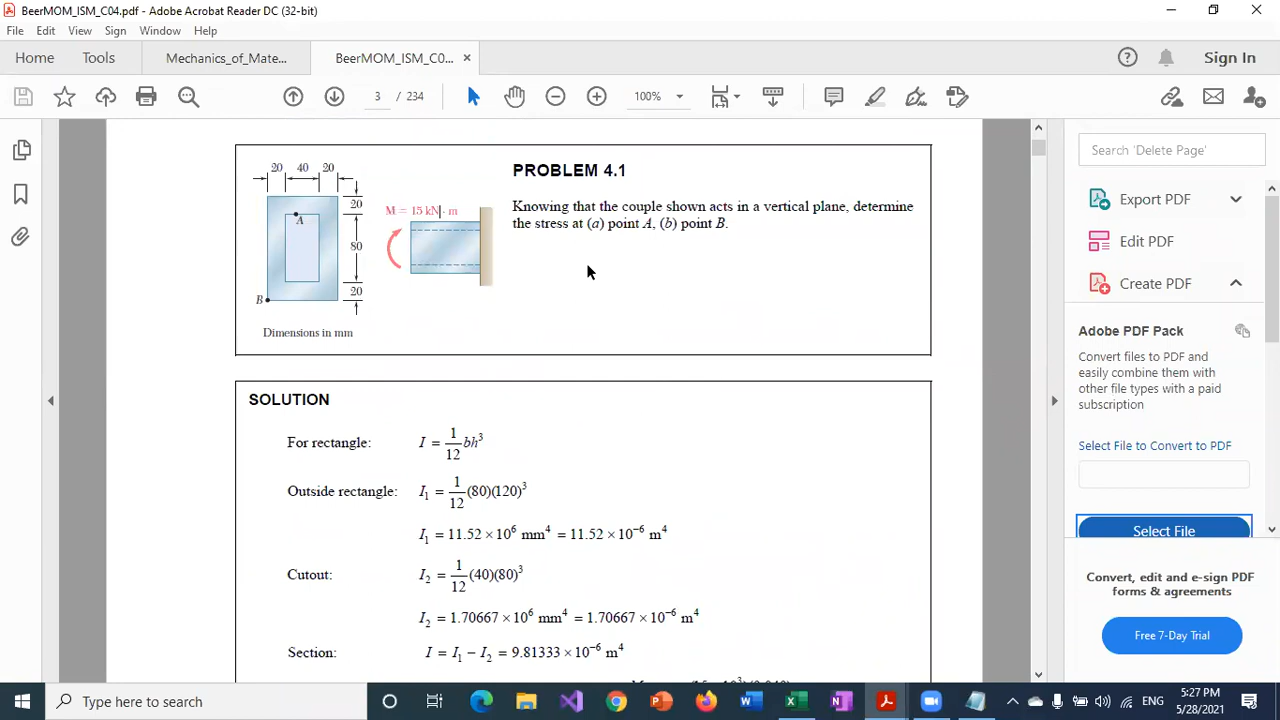 BeerMOM_ISM_C04.pdf - Adobe Acrobat Reader DC (32-bit)
File Edit View Sign Window Help
Home Tools Mechanics_of_Mate... BeerMOM_ISM_C0... × Sign In
3 / 234 100%
Search 'Delete Page'
Export PDF
Edit PDF
Create PDF
Adobe PDF Pack
Convert files to PDF and
easily combine them with
other file types with a paid
subscription
Select File to Convert to PDF
Select File
Convert, edit and e-sign PDF
forms & agreements
Free 7-Day Trial
20 40 20
20
A
80
20
B
Dimensions in mm
M = 15 kN · m
PROBLEM 4.1
Knowing that the couple shown acts in a vertical plane, determine
the stress at (a) point A, (b) point B.
SOLUTION
For rectangle: I = 1/12 bh³
Outside rectangle: I₁ = 1/12 (80)(120)³
I₁ = 11.52 × 10⁶ mm⁴ = 11.52 × 10⁻⁶ m⁴
Cutout: I₂ = 1/12 (40)(80)³
I₂ = 1.70667 × 10⁶ mm⁴ = 1.70667 × 10⁻⁶ m⁴
Section: I = I₁ − I₂ = 9.81333 × 10⁻⁶ m⁴
Type here to search
ENG
5:27 PM
5/28/2021